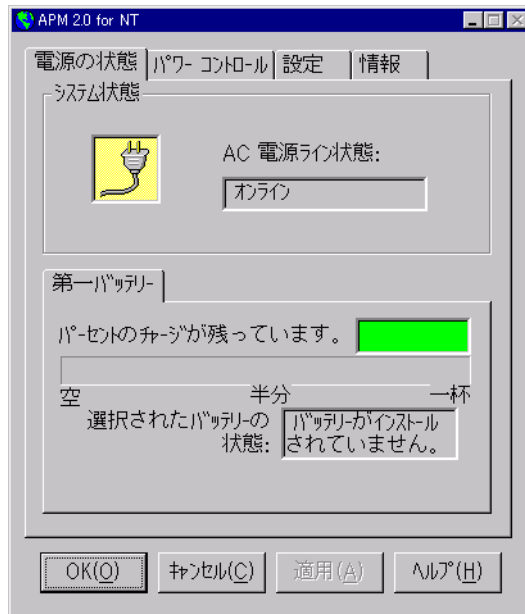 APM 2.0 for NT
電源の状態 ﾊﾟﾜｰ ｺﾝﾄﾛｰﾙ 設定 情報
ｼｽﾃﾑ状態
AC 電源ﾗｲﾝ状態:
ｵﾝﾗｲﾝ
第一ﾊﾞｯﾃﾘｰ
ﾊﾟｰｾﾝﾄのﾁｬｰｼﾞが残っています。
空 半分 一杯
選択されたﾊﾞｯﾃﾘｰの
状態:
ﾊﾞｯﾃﾘｰがｲﾝｽﾄｰﾙ
されていません。
OK(O) ｷｬﾝｾﾙ(C) 適用(A) ﾍﾙﾌﾟ(H)